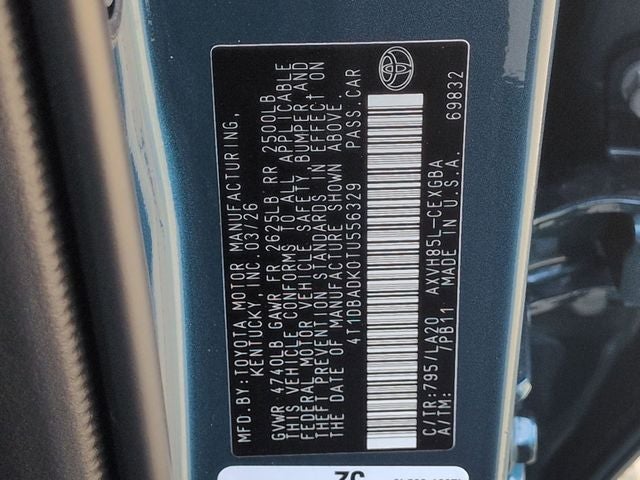 MFD.BY:TOYOTA MOTOR MANUFACTURING,
KENTUCKY, INC. 03/26
GVWR 4740LB GAWR FR 2625LB RR 2500LB
THIS VEHICLE CONFORMS TO ALL APPLICABLE
FEDERAL MOTOR VEHICLE SAFETY, BUMPER AND
THEFT PREVENTION STANDARDS IN EFFECT ON
THE DATE OF MANUFACTURE SHOWN ABOVE.
4T1DBADK0TU556329 PASS.CAR
C/TR:795/LA20 AXVH85L-CEXGBA
A/TM: /PB11 MADE IN U.S.A. 69832